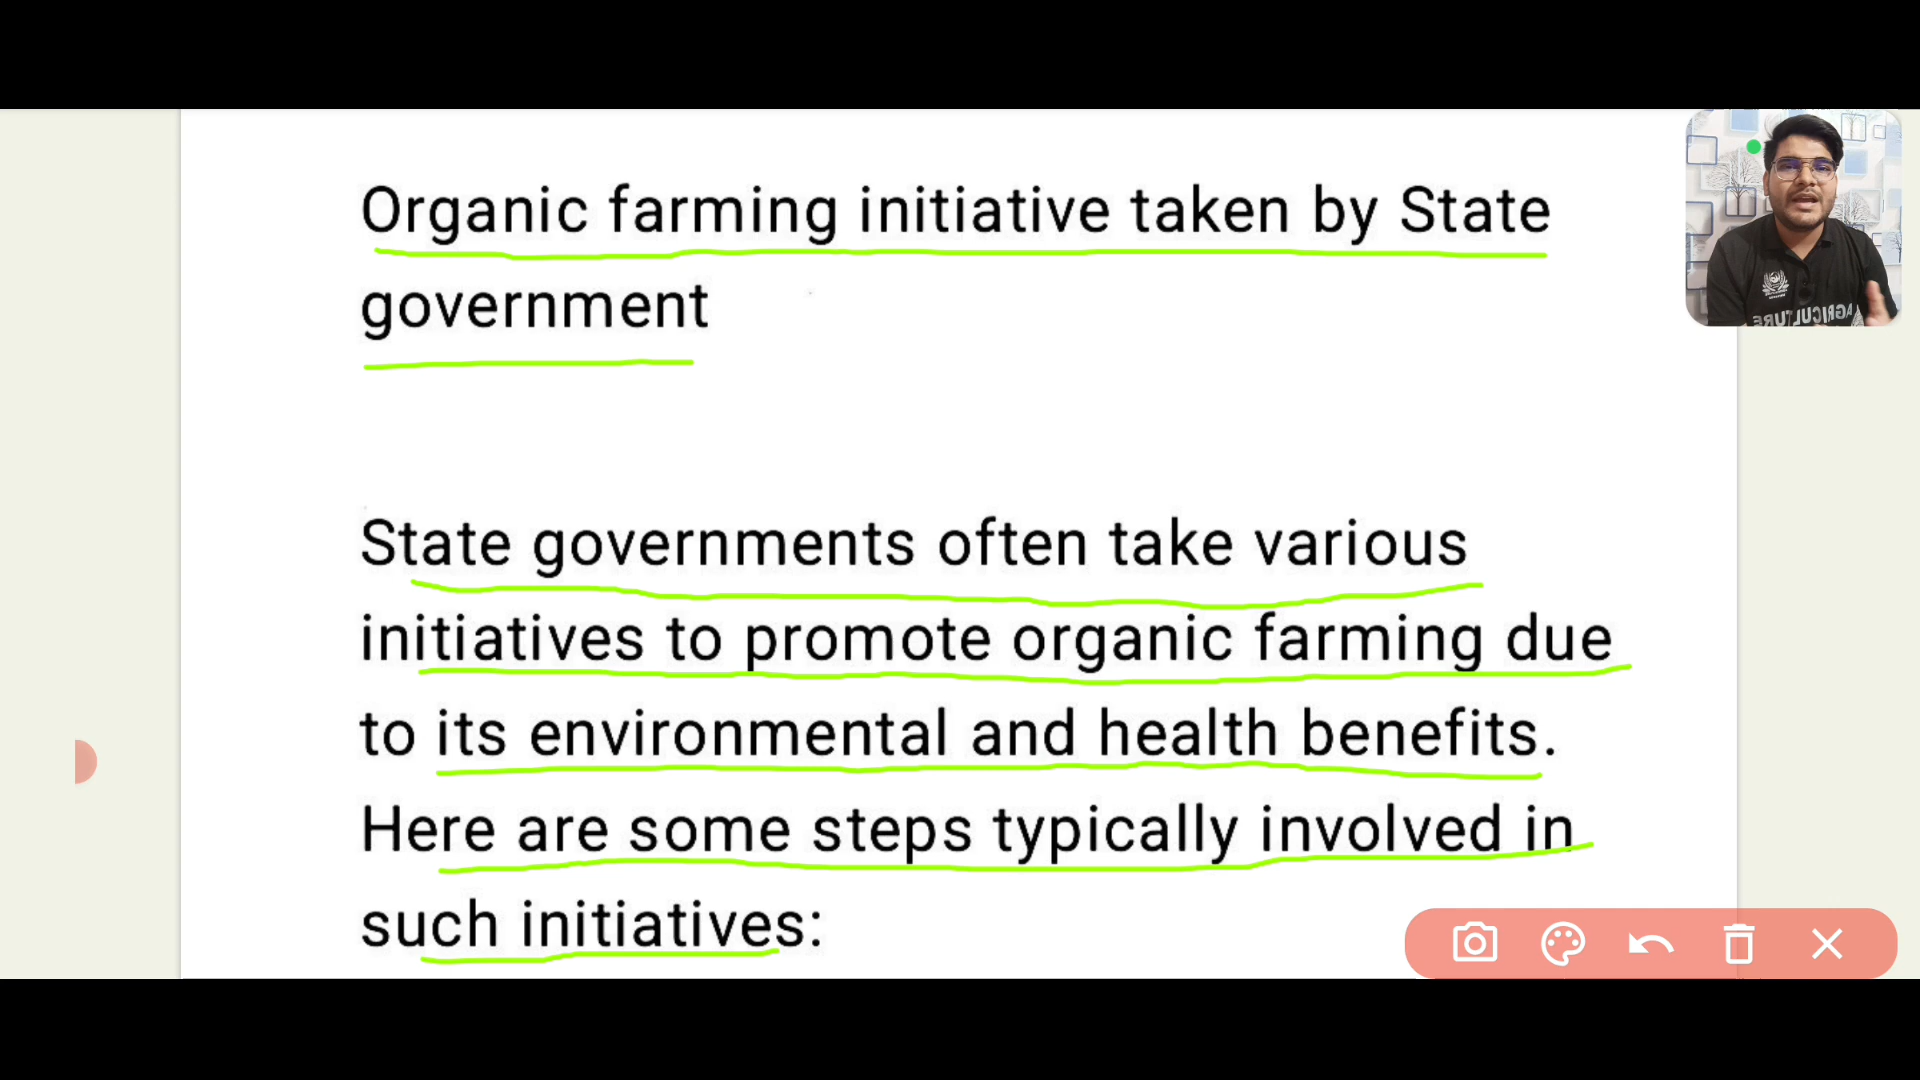 Organic farming initiative taken by State
government
State governments often take various
initiatives to promote organic farming due
to its environmental and health benefits.
Here are some steps typically involved in
such initiatives:
AGRICULTURE